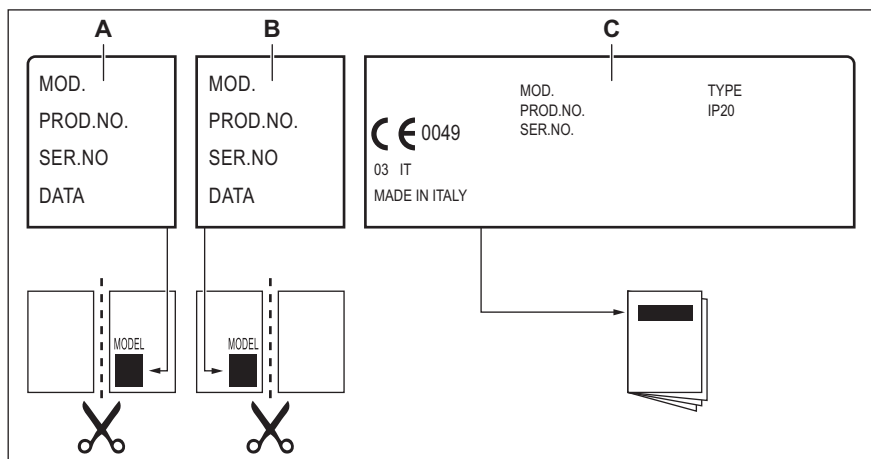 A
B
C
MOD.
PROD.NO.
SER.NO
DATA
MOD.
PROD.NO.
SER.NO
DATA
MOD.
TYPE
PROD.NO.
IP20
SER.NO.
CE 0049
03 IT
MADE IN ITALY
MODEL
MODEL